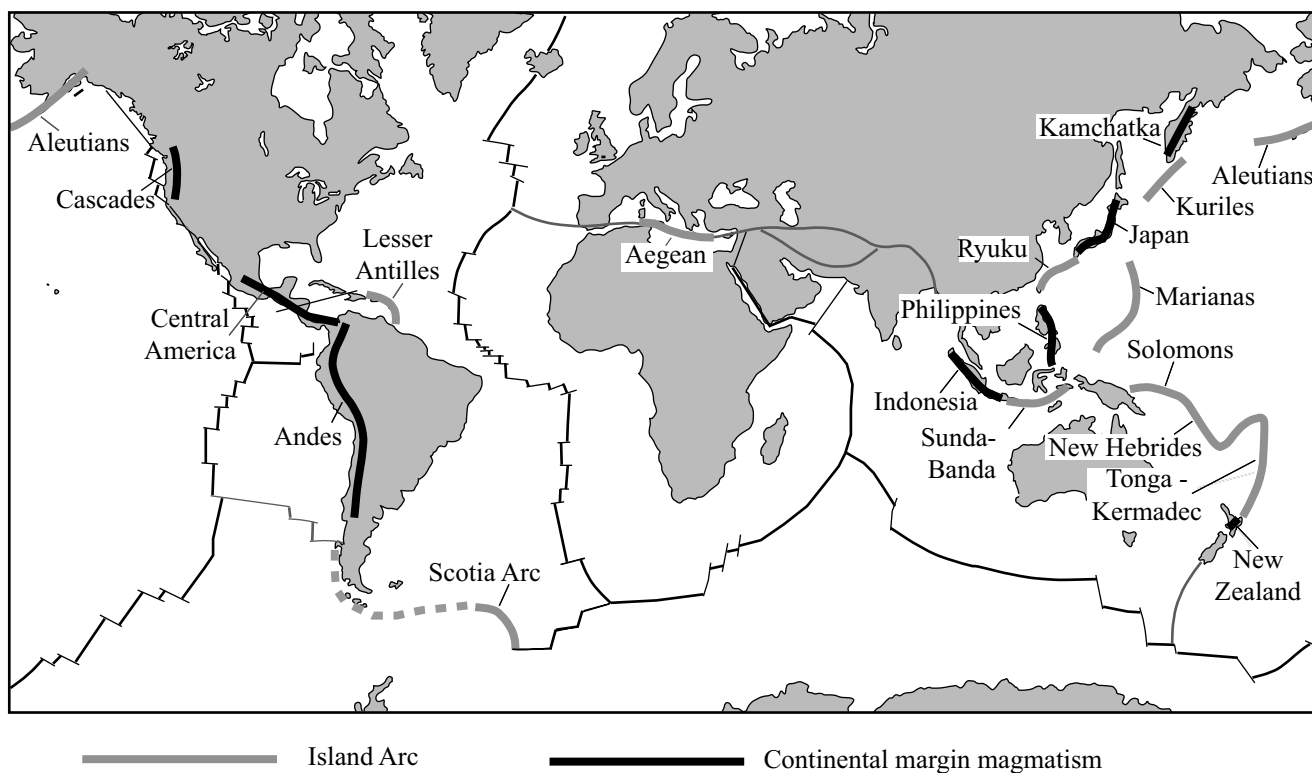 Aleutians
Cascades
Central
America
Lesser
Antilles
Andes
Scotia Arc
Aegean
Kamchatka
Aleutians
Kuriles
Japan
Ryuku
Marianas
Philippines
Solomons
Indonesia
Sunda-
Banda
New Hebrides
Tonga -
Kermadec
New
Zealand
Island Arc
Continental margin magmatism